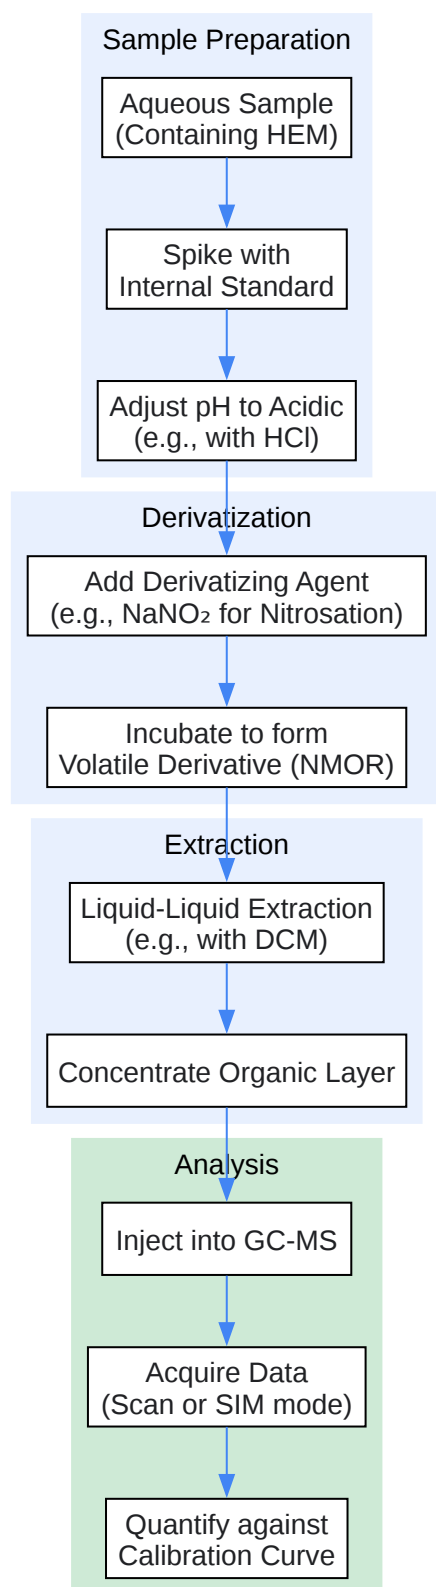 Sample Preparation
Aqueous Sample
(Containing HEM)
Spike with
Internal Standard
Adjust pH to Acidic
(e.g., with HCl)
Derivatization
Add Derivatizing Agent
(e.g., NaNO₂ for Nitrosation)
Incubate to form
Volatile Derivative (NMOR)
Extraction
Liquid-Liquid Extraction
(e.g., with DCM)
Concentrate Organic Layer
Analysis
Inject into GC-MS
Acquire Data
(Scan or SIM mode)
Quantify against
Calibration Curve